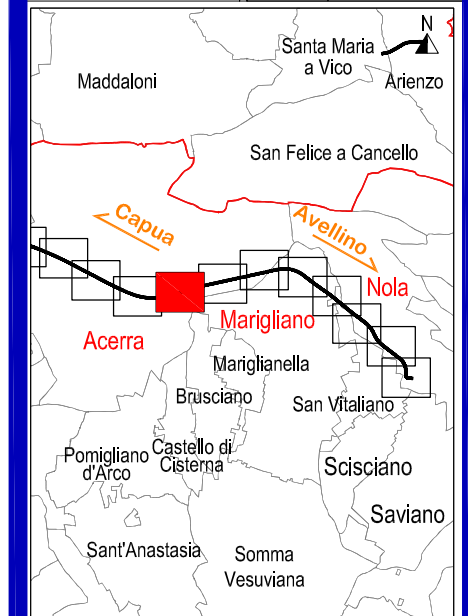 N
Santa Maria
a Vico
Maddaloni
Arienzo
San Felice a Cancello
Capua
Avellino
Nola
Marigliano
Acerra
Mariglianella
Brusciano
San Vitaliano
Castello di
Cisterna
Pomigliano
d'Arco
Scisciano
Saviano
Sant'Anastasia
Somma
Vesuviana